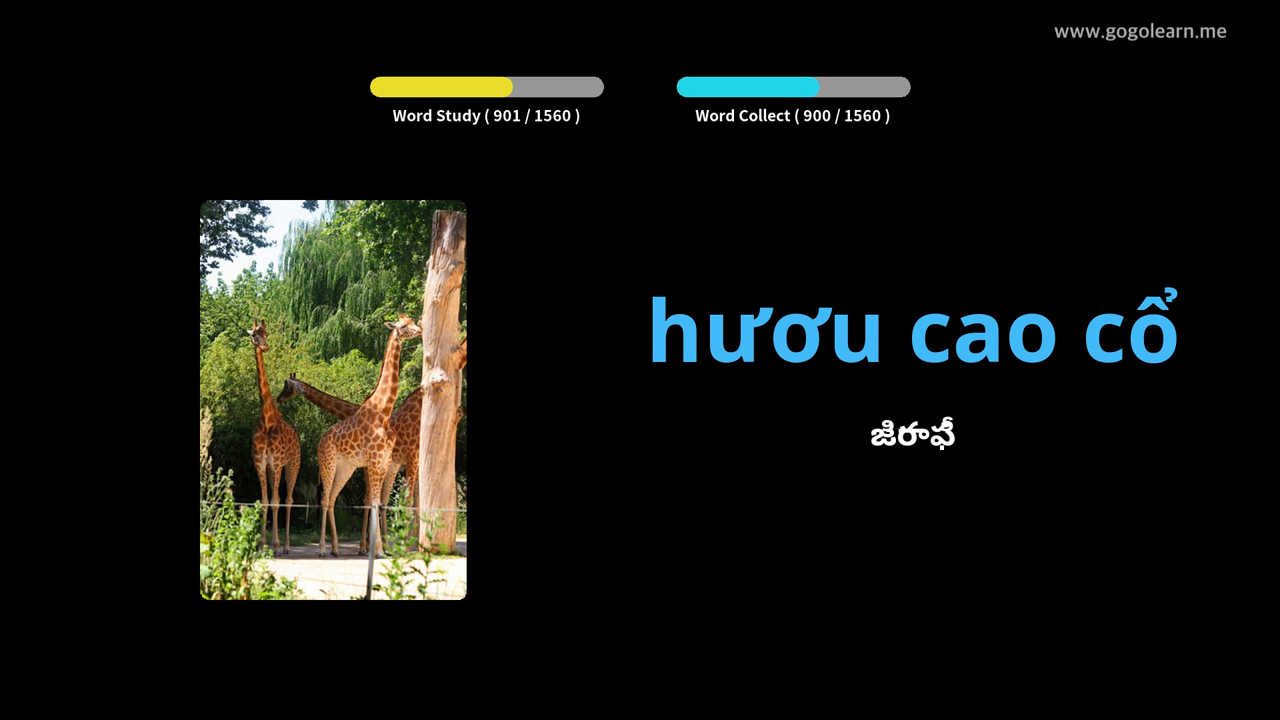 www.gogolearn.me
Word Study ( 901 / 1560 )
Word Collect ( 900 / 1560 )
hươu cao cổ
జిరాఫీ